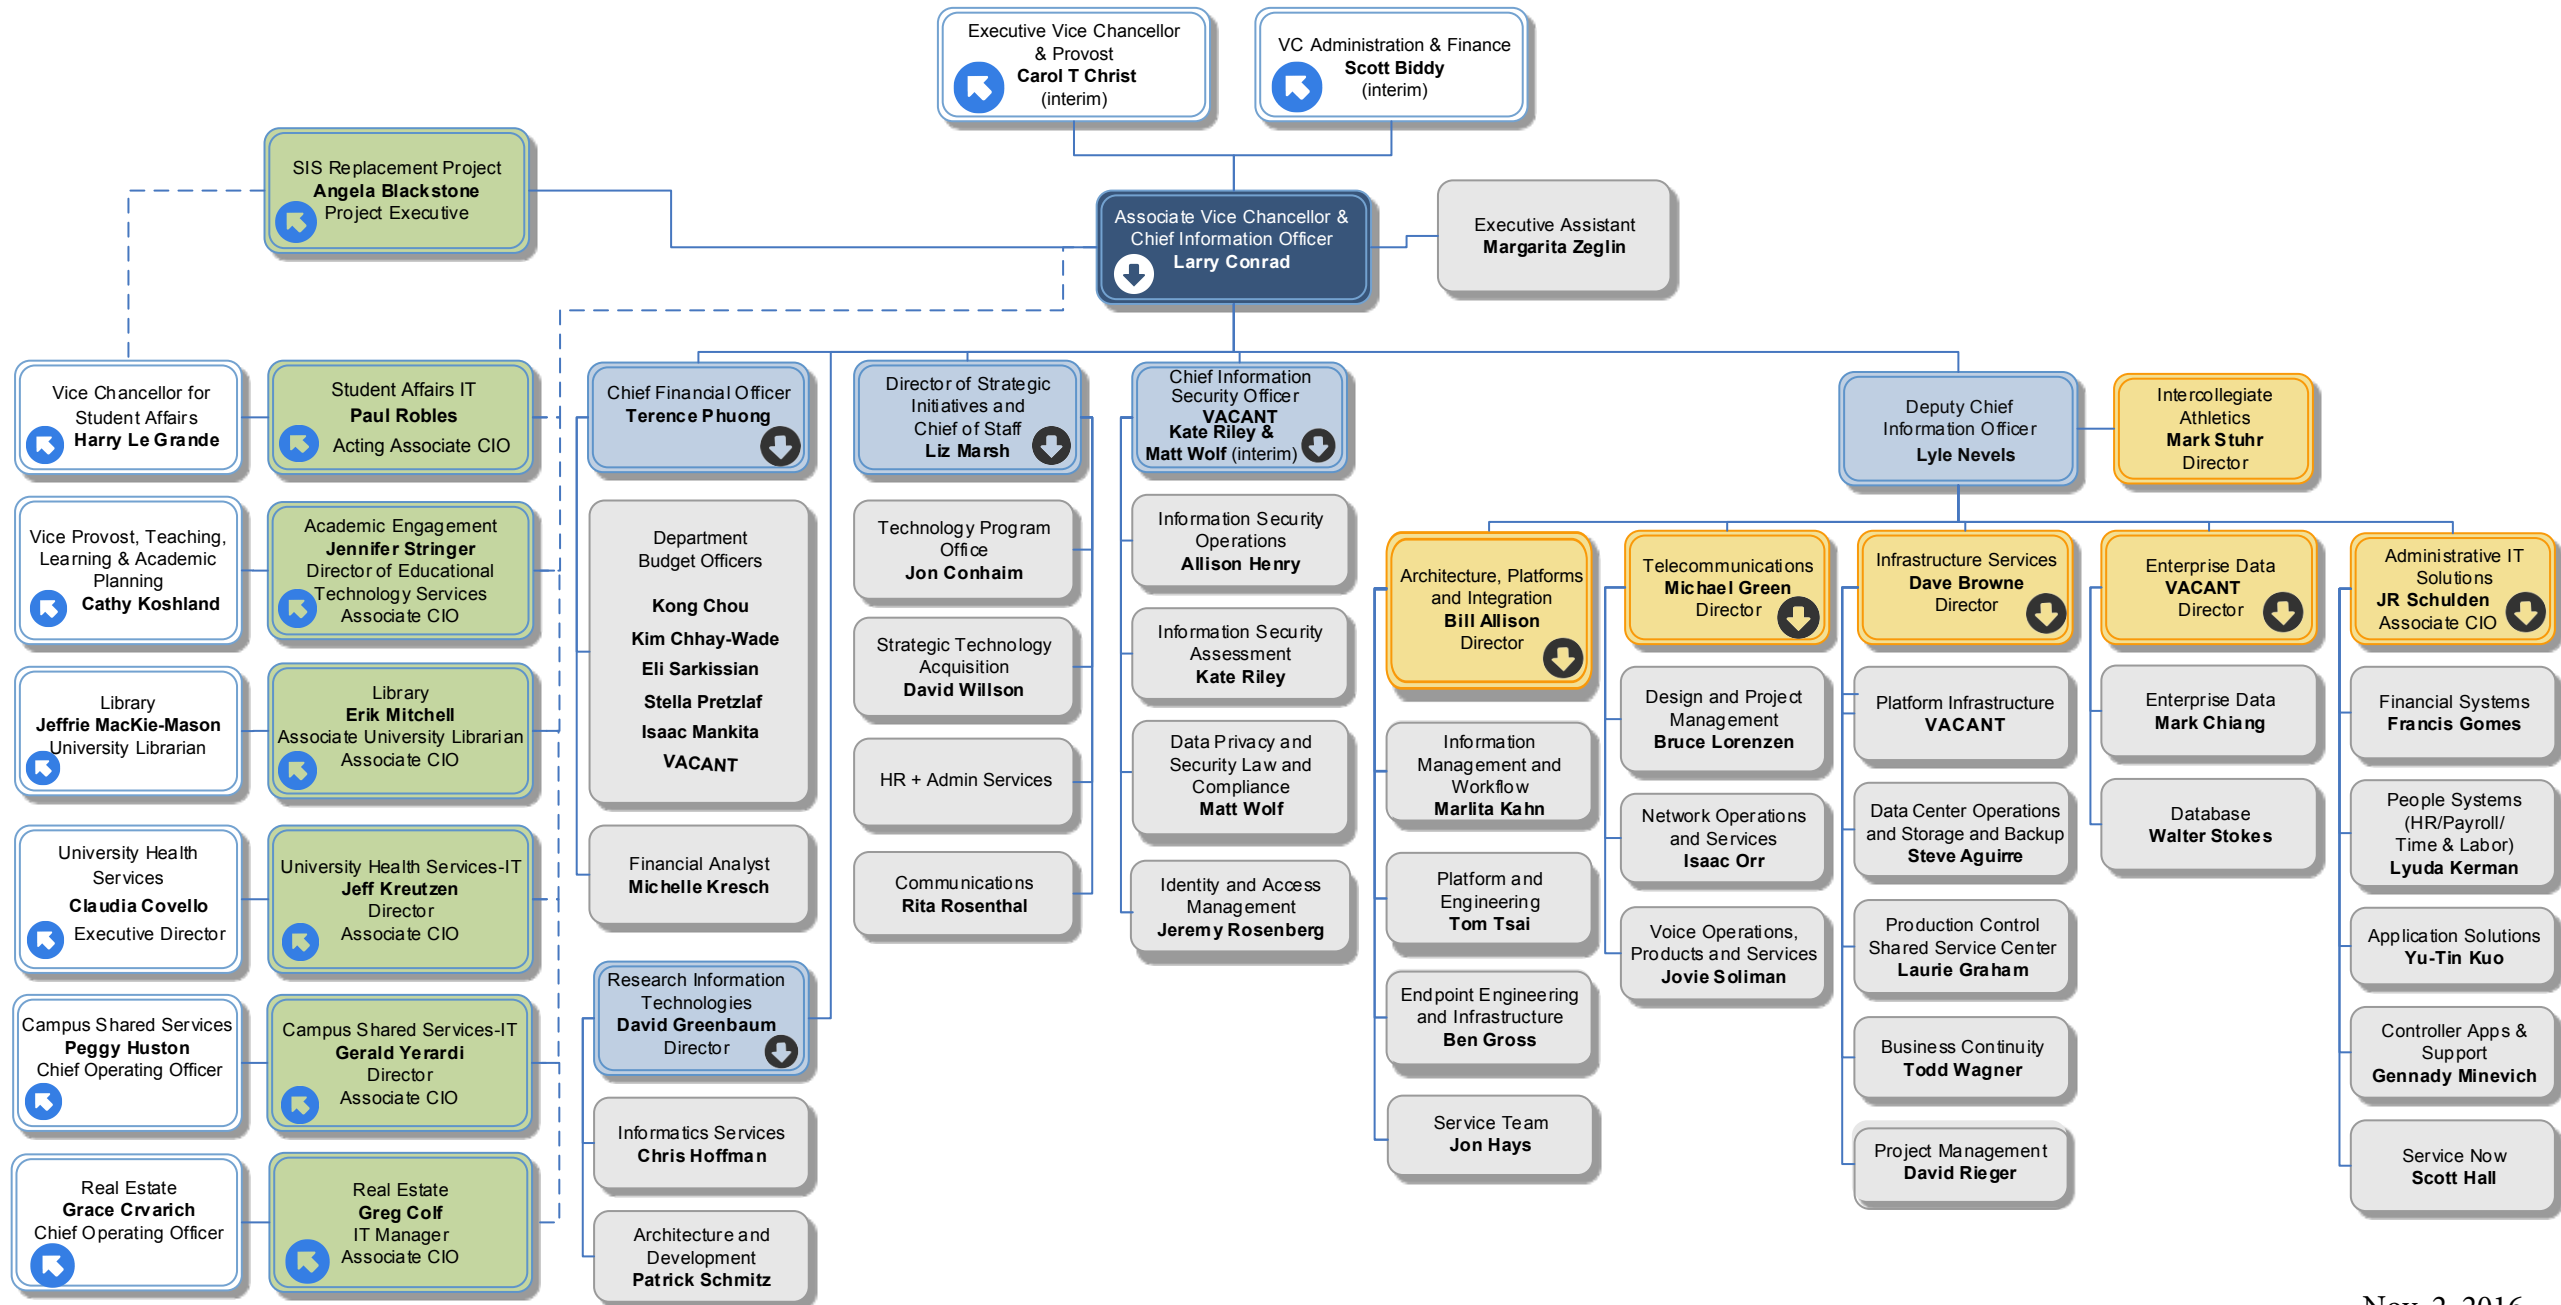 Executive Vice Chancellor
& Provost
Carol T Christ
(interim)
VC Administration & Finance
Scott Biddy
(interim)
SIS Replacement Project
Angela Blackstone
Project Executive
Associate Vice Chancellor &
Chief Information Officer
Larry Conrad
Executive Assistant
Margarita Zeglin
Vice Chancellor for
Student Affairs
Harry Le Grande
Student Affairs IT
Paul Robles
Acting Associate CIO
Vice Provost, Teaching,
Learning & Academic
Planning
Cathy Koshland
Academic Engagement
Jennifer Stringer
Director of Educational
Technology Services
Associate CIO
Library
Jeffrie MacKie-Mason
University Librarian
Library
Erik Mitchell
Associate University Librarian
Associate CIO
University Health
Services
Claudia Covello
Executive Director
University Health Services-IT
Jeff Kreutzen
Director
Associate CIO
Campus Shared Services
Peggy Huston
Chief Operating Officer
Campus Shared Services-IT
Gerald Yerardi
Director
Associate CIO
Real Estate
Grace Crvarich
Chief Operating Officer
Real Estate
Greg Colf
IT Manager
Associate CIO
Chief Financial Officer
Terence Phuong
Department
Budget Officers
Kong Chou
Kim Chhay-Wade
Eli Sarkissian
Stella Pretzlaf
Isaac Mankita
VACANT
Financial Analyst
Michelle Kresch
Research Information
Technologies
David Greenbaum
Director
Informatics Services
Chris Hoffman
Architecture and
Development
Patrick Schmitz
Director of Strategic
Initiatives and
Chief of Staff
Liz Marsh
Technology Program
Office
Jon Conhaim
Strategic Technology
Acquisition
David Willson
HR + Admin Services
Communications
Rita Rosenthal
Chief Information
Security Officer
VACANT
Kate Riley &
Matt Wolf (interim)
Information Security
Operations
Allison Henry
Information Security
Assessment
Kate Riley
Data Privacy and
Security Law and
Compliance
Matt Wolf
Identity and Access
Management
Jeremy Rosenberg
Deputy Chief
Information Officer
Lyle Nevels
Intercollegiate
Athletics
Mark Stuhr
Director
Architecture, Platforms
and Integration
Bill Allison
Director
Information
Management and
Workflow
Marlita Kahn
Platform and
Engineering
Tom Tsai
Endpoint Engineering
and Infrastructure
Ben Gross
Service Team
Jon Hays
Telecommunications
Michael Green
Director
Design and Project
Management
Bruce Lorenzen
Network Operations
and Services
Isaac Orr
Voice Operations,
Products and Services
Jovie Soliman
Infrastructure Services
Dave Browne
Director
Platform Infrastructure
VACANT
Data Center Operations
and Storage and Backup
Steve Aguirre
Production Control
Shared Service Center
Laurie Graham
Business Continuity
Todd Wagner
Project Management
David Rieger
Enterprise Data
VACANT
Director
Enterprise Data
Mark Chiang
Database
Walter Stokes
Administrative IT
Solutions
JR Schulden
Associate CIO
Financial Systems
Francis Gomes
People Systems
(HR/Payroll/
Time & Labor)
Lyuda Kerman
Application Solutions
Yu-Tin Kuo
Controller Apps &
Support
Gennady Minevich
Service Now
Scott Hall
Nov. 2, 2016